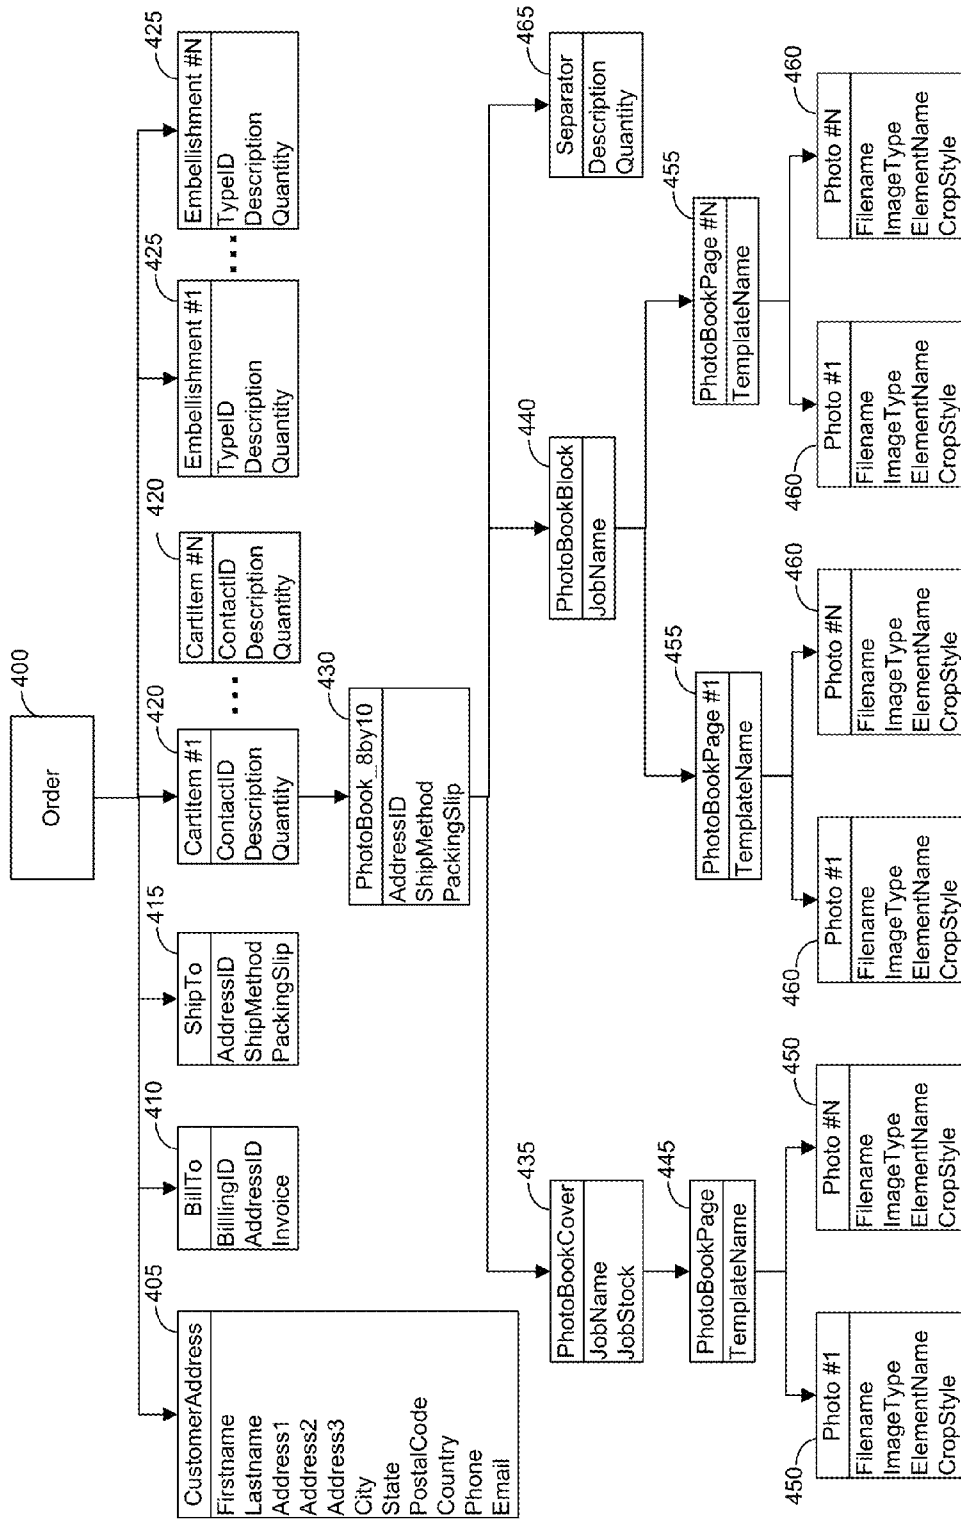 400
Order
405
CustomerAddress
Firstname
Lastname
Address1
Address2
Address3
City
State
PostalCode
Country
Phone
Email
410
BillTo
BillingID
AddressID
Invoice
415
ShipTo
AddressID
ShipMethod
PackingSlip
420
CartItem #1
ContactID
Description
Quantity
...
420
CartItem #N
ContactID
Description
Quantity
425
Embellishment #1
TypeID
Description
Quantity
...
425
Embellishment #N
TypeID
Description
Quantity
430
PhotoBook_8by10
AddressID
ShipMethod
PackingSlip
435
PhotoBookCover
JobName
JobStock
440
PhotoBookBlock
JobName
465
Separator
Description
Quantity
445
PhotoBookPage
TemplateName
455
PhotoBookPage #1
TemplateName
455
PhotoBookPage #N
TemplateName
450
Photo #1
Filename
ImageType
ElementName
CropStyle
450
Photo #N
Filename
ImageType
ElementName
CropStyle
460
Photo #1
Filename
ImageType
ElementName
CropStyle
460
Photo #N
Filename
ImageType
ElementName
CropStyle
460
Photo #1
Filename
ImageType
ElementName
CropStyle
460
Photo #N
Filename
ImageType
ElementName
CropStyle